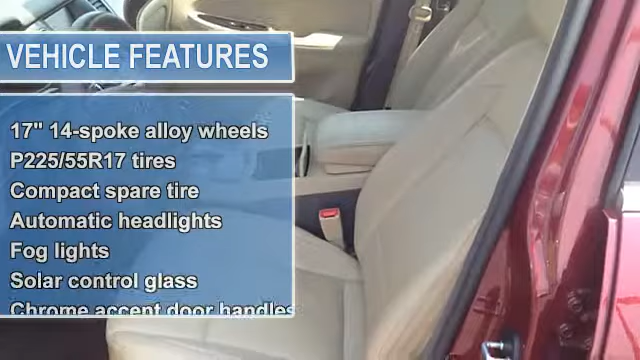 VEHICLE FEATURES
17" 14-spoke alloy wheels
P225/55R17 tires
Compact spare tire
Automatic headlights
Fog lights
Solar control glass
Chrome accent door handles